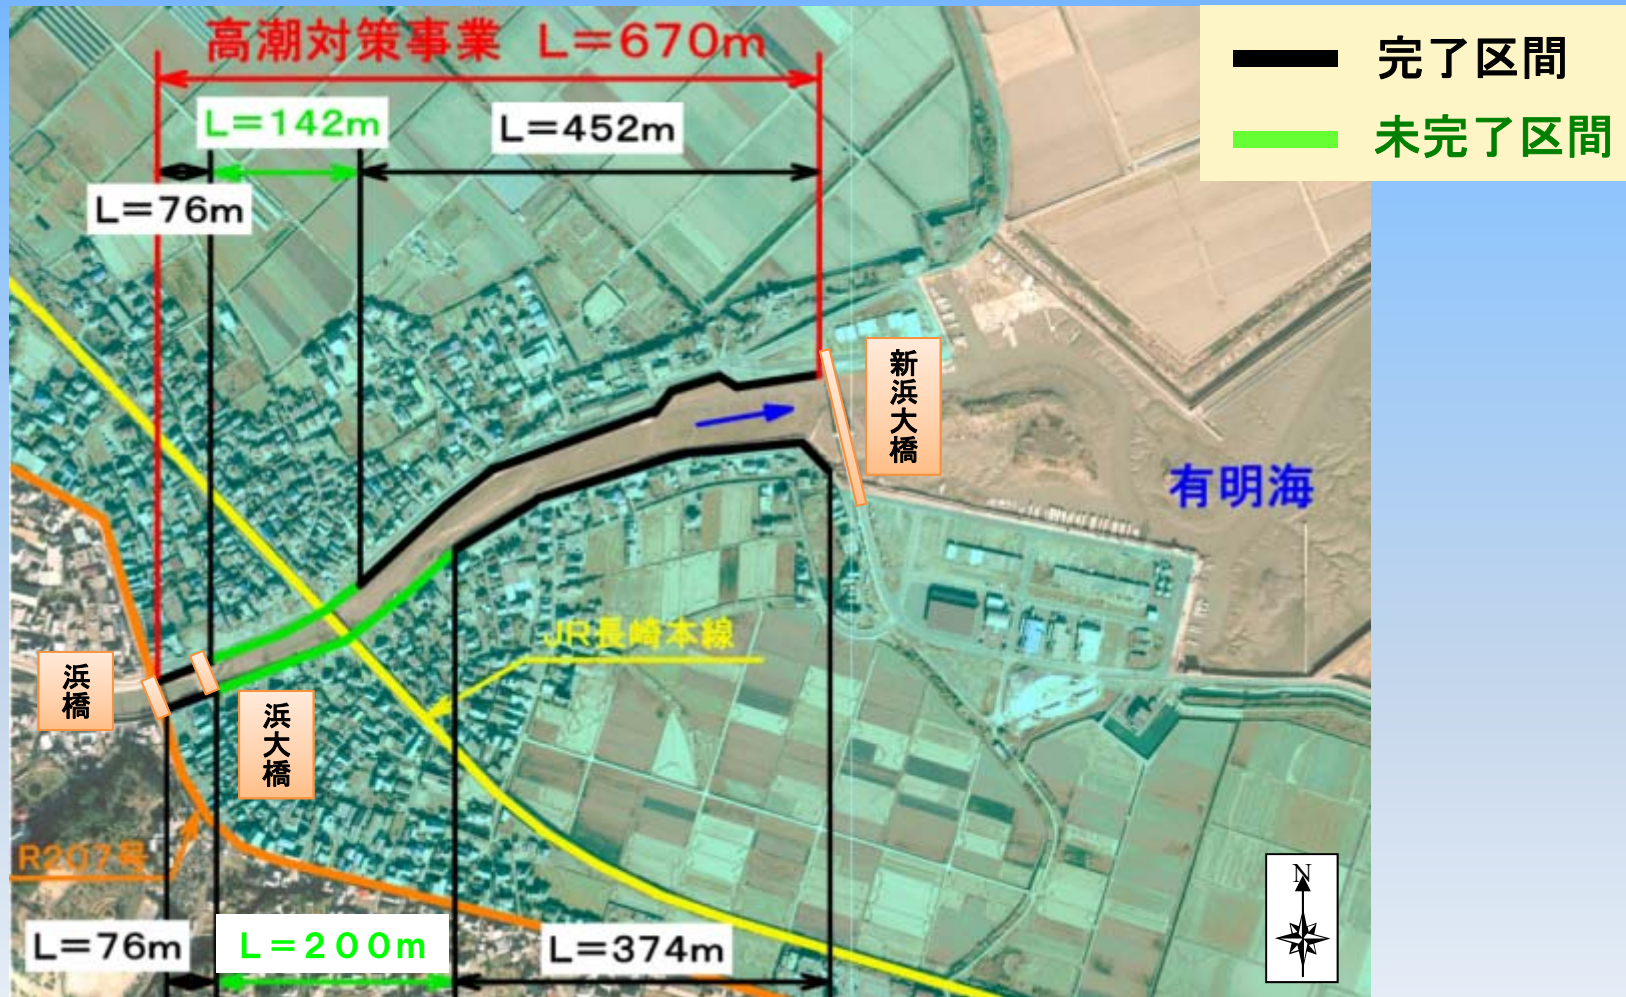 高潮対策事業 L=670m
完了区間
未完了区間
L=142m
L=452m
L=76m
新浜大橋
有明海
JR長崎本線
浜橋
浜大橋
R207号
N
L=76m
L=200m
L=374m